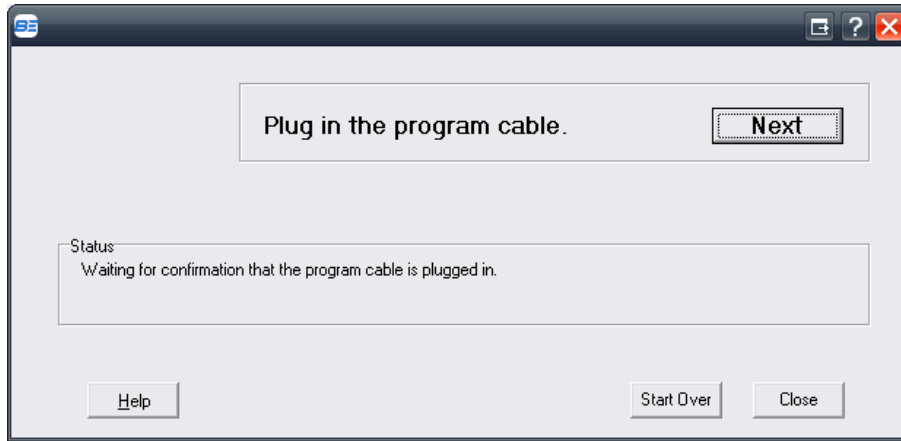 BE
Plug in the program cable.
Next
Status
Waiting for confirmation that the program cable is plugged in.
Help
Start Over
Close